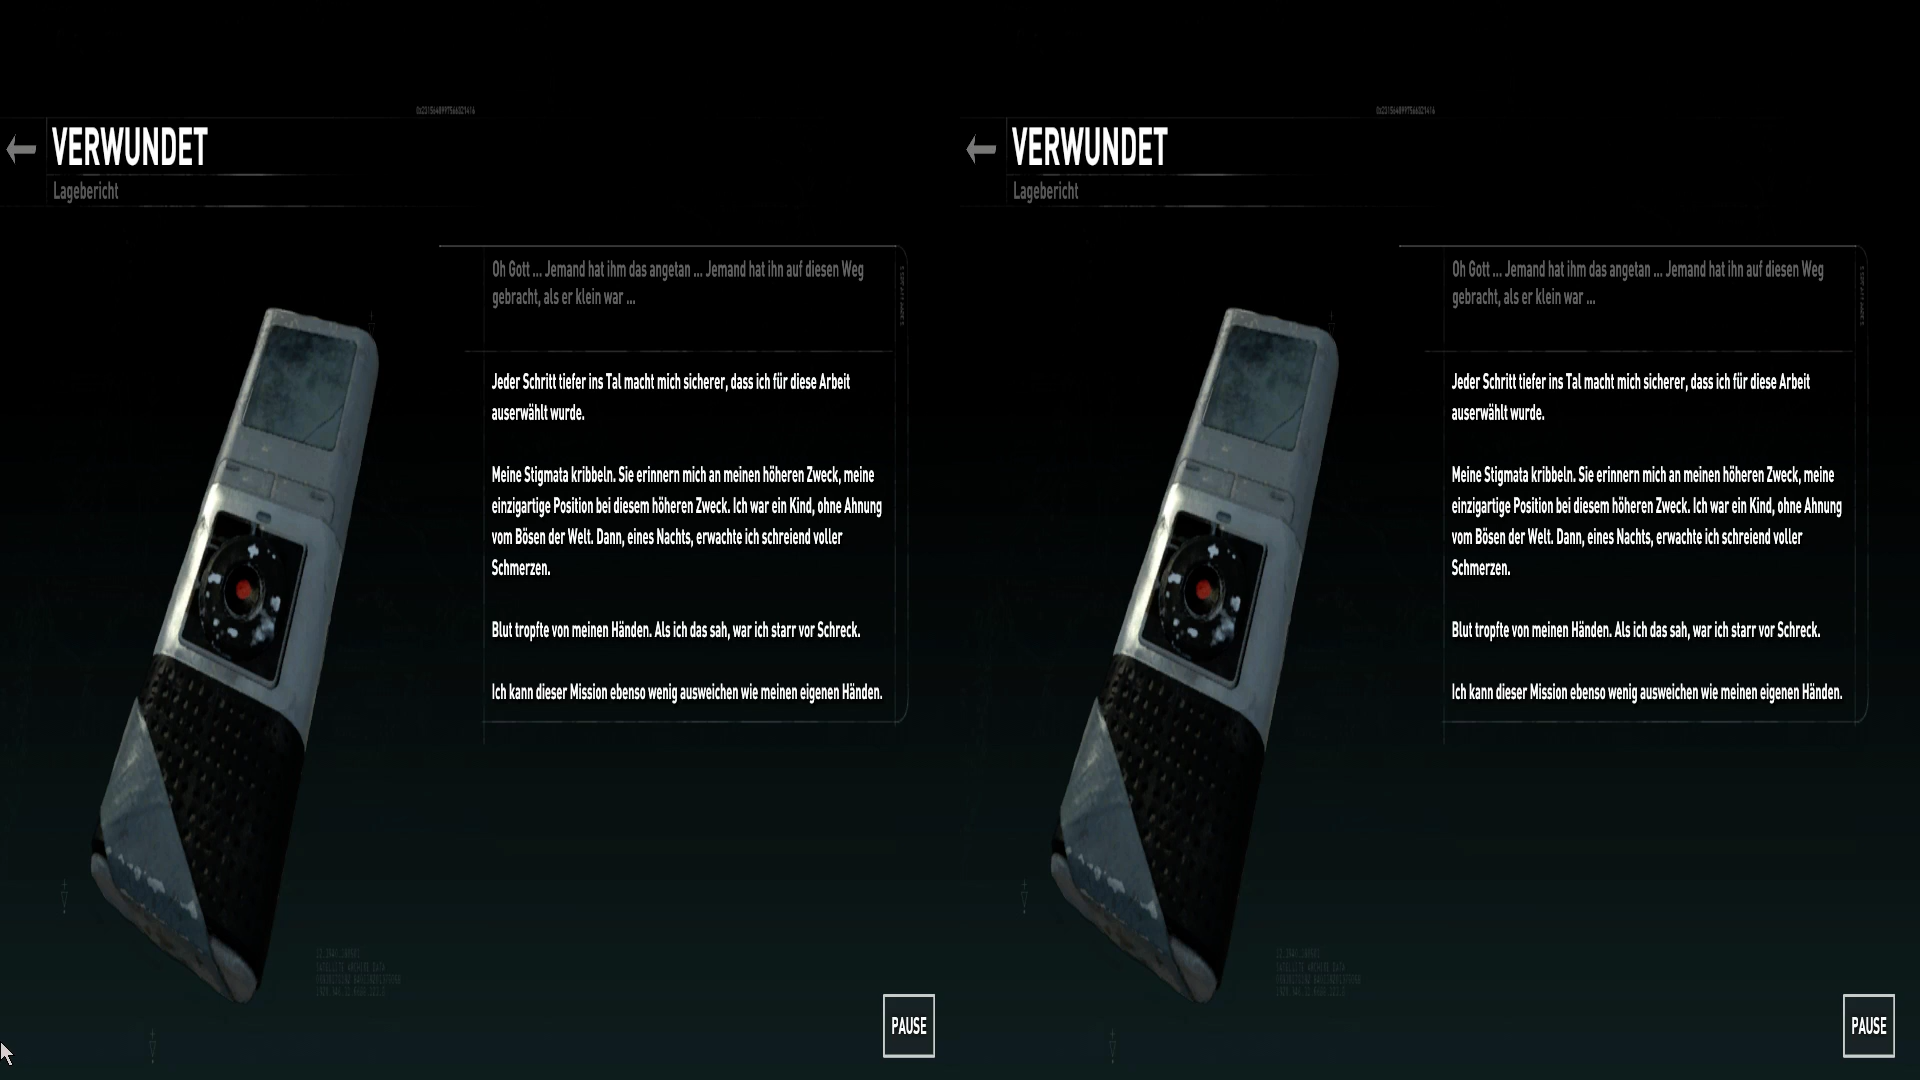 VERWUNDET
Lagebericht
Oh Gott ... Jemand hat ihm das angetan ... Jemand hat ihn auf diesen Weg
gebracht, als er klein war ...
Jeder Schritt tiefer ins Tal macht mich sicherer, dass ich für diese Arbeit
auserwählt wurde.
Meine Stigmata kribbeln. Sie erinnern mich an meinen höheren Zweck, meine
einzigartige Position bei diesem höheren Zweck. Ich war ein Kind, ohne Ahnung
vom Bösen der Welt. Dann, eines Nachts, erwachte ich schreiend voller
Schmerzen.
Blut tropfte von meinen Händen. Als ich das sah, war ich starr vor Schreck.
Ich kann dieser Mission ebenso wenig ausweichen wie meinen eigenen Händen.
PAUSE
VERWUNDET
Lagebericht
Oh Gott ... Jemand hat ihm das angetan ... Jemand hat ihn auf diesen Weg
gebracht, als er klein war ...
Jeder Schritt tiefer ins Tal macht mich sicherer, dass ich für diese Arbeit
auserwählt wurde.
Meine Stigmata kribbeln. Sie erinnern mich an meinen höheren Zweck, meine
einzigartige Position bei diesem höheren Zweck. Ich war ein Kind, ohne Ahnung
vom Bösen der Welt. Dann, eines Nachts, erwachte ich schreiend voller
Schmerzen.
Blut tropfte von meinen Händen. Als ich das sah, war ich starr vor Schreck.
Ich kann dieser Mission ebenso wenig ausweichen wie meinen eigenen Händen.
PAUSE